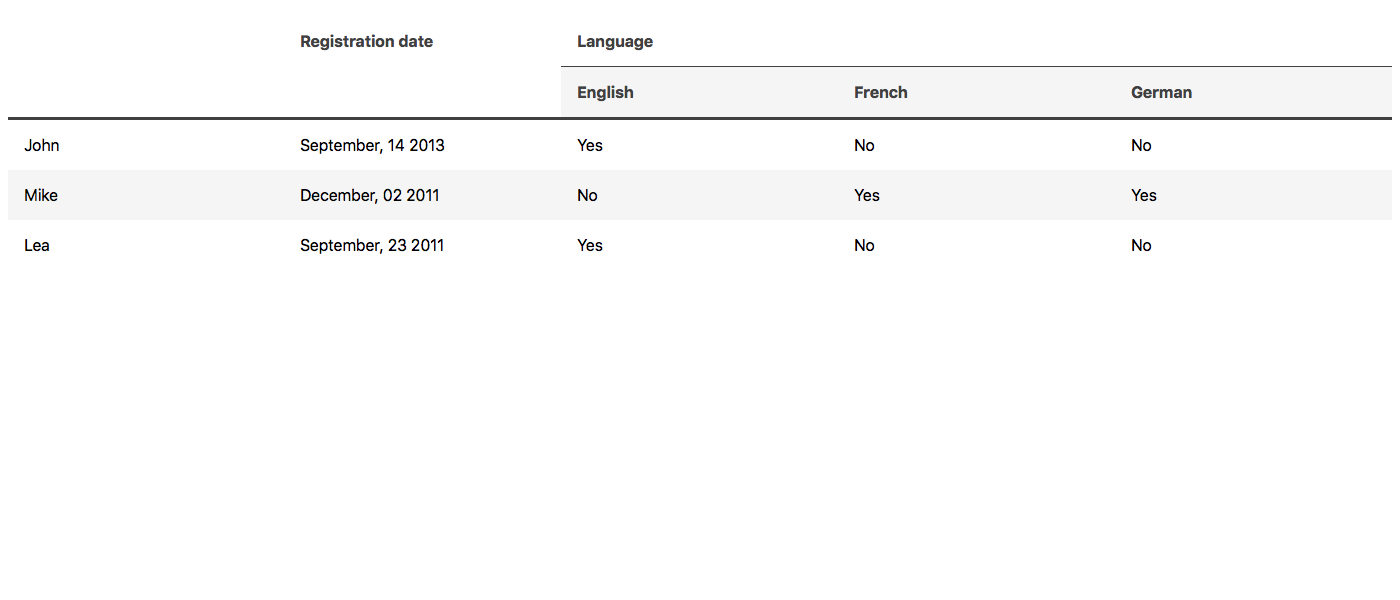 Registration date Language
English French German
John September, 14 2013 Yes No No
Mike December, 02 2011 No Yes Yes
Lea September, 23 2011 Yes No No